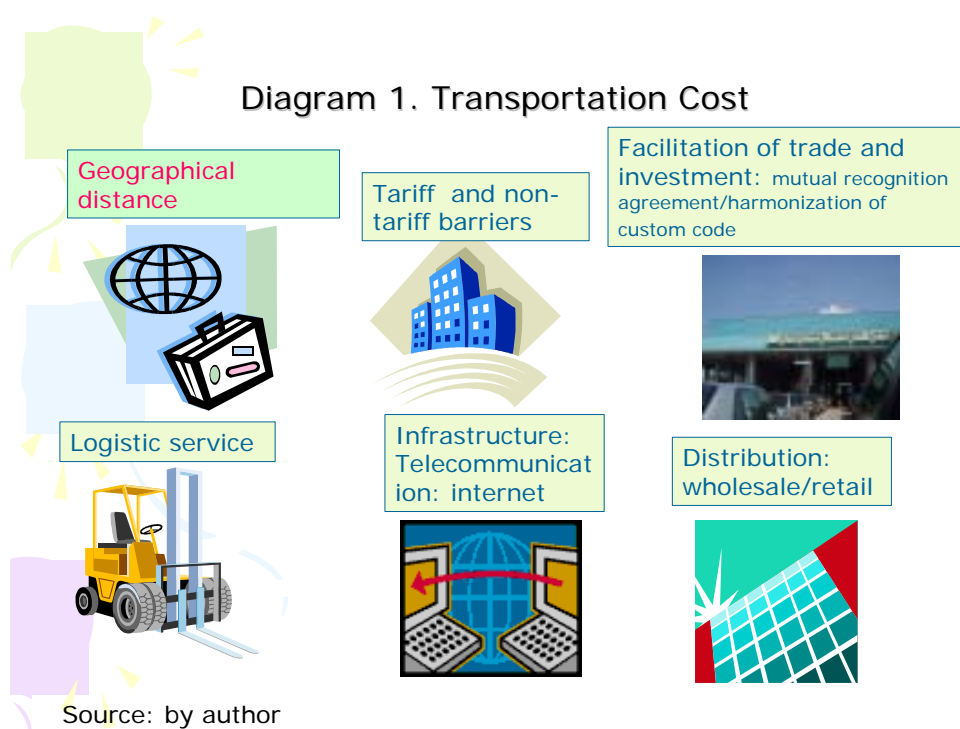 Diagram 1. Transportation Cost
Geographical
distance
Tariff and non-
tariff barriers
Facilitation of trade and
investment: mutual recognition
agreement/harmonization of
custom code
Logistic service
Infrastructure:
Telecommunicat
ion: internet
Distribution:
wholesale/retail
Source: by author